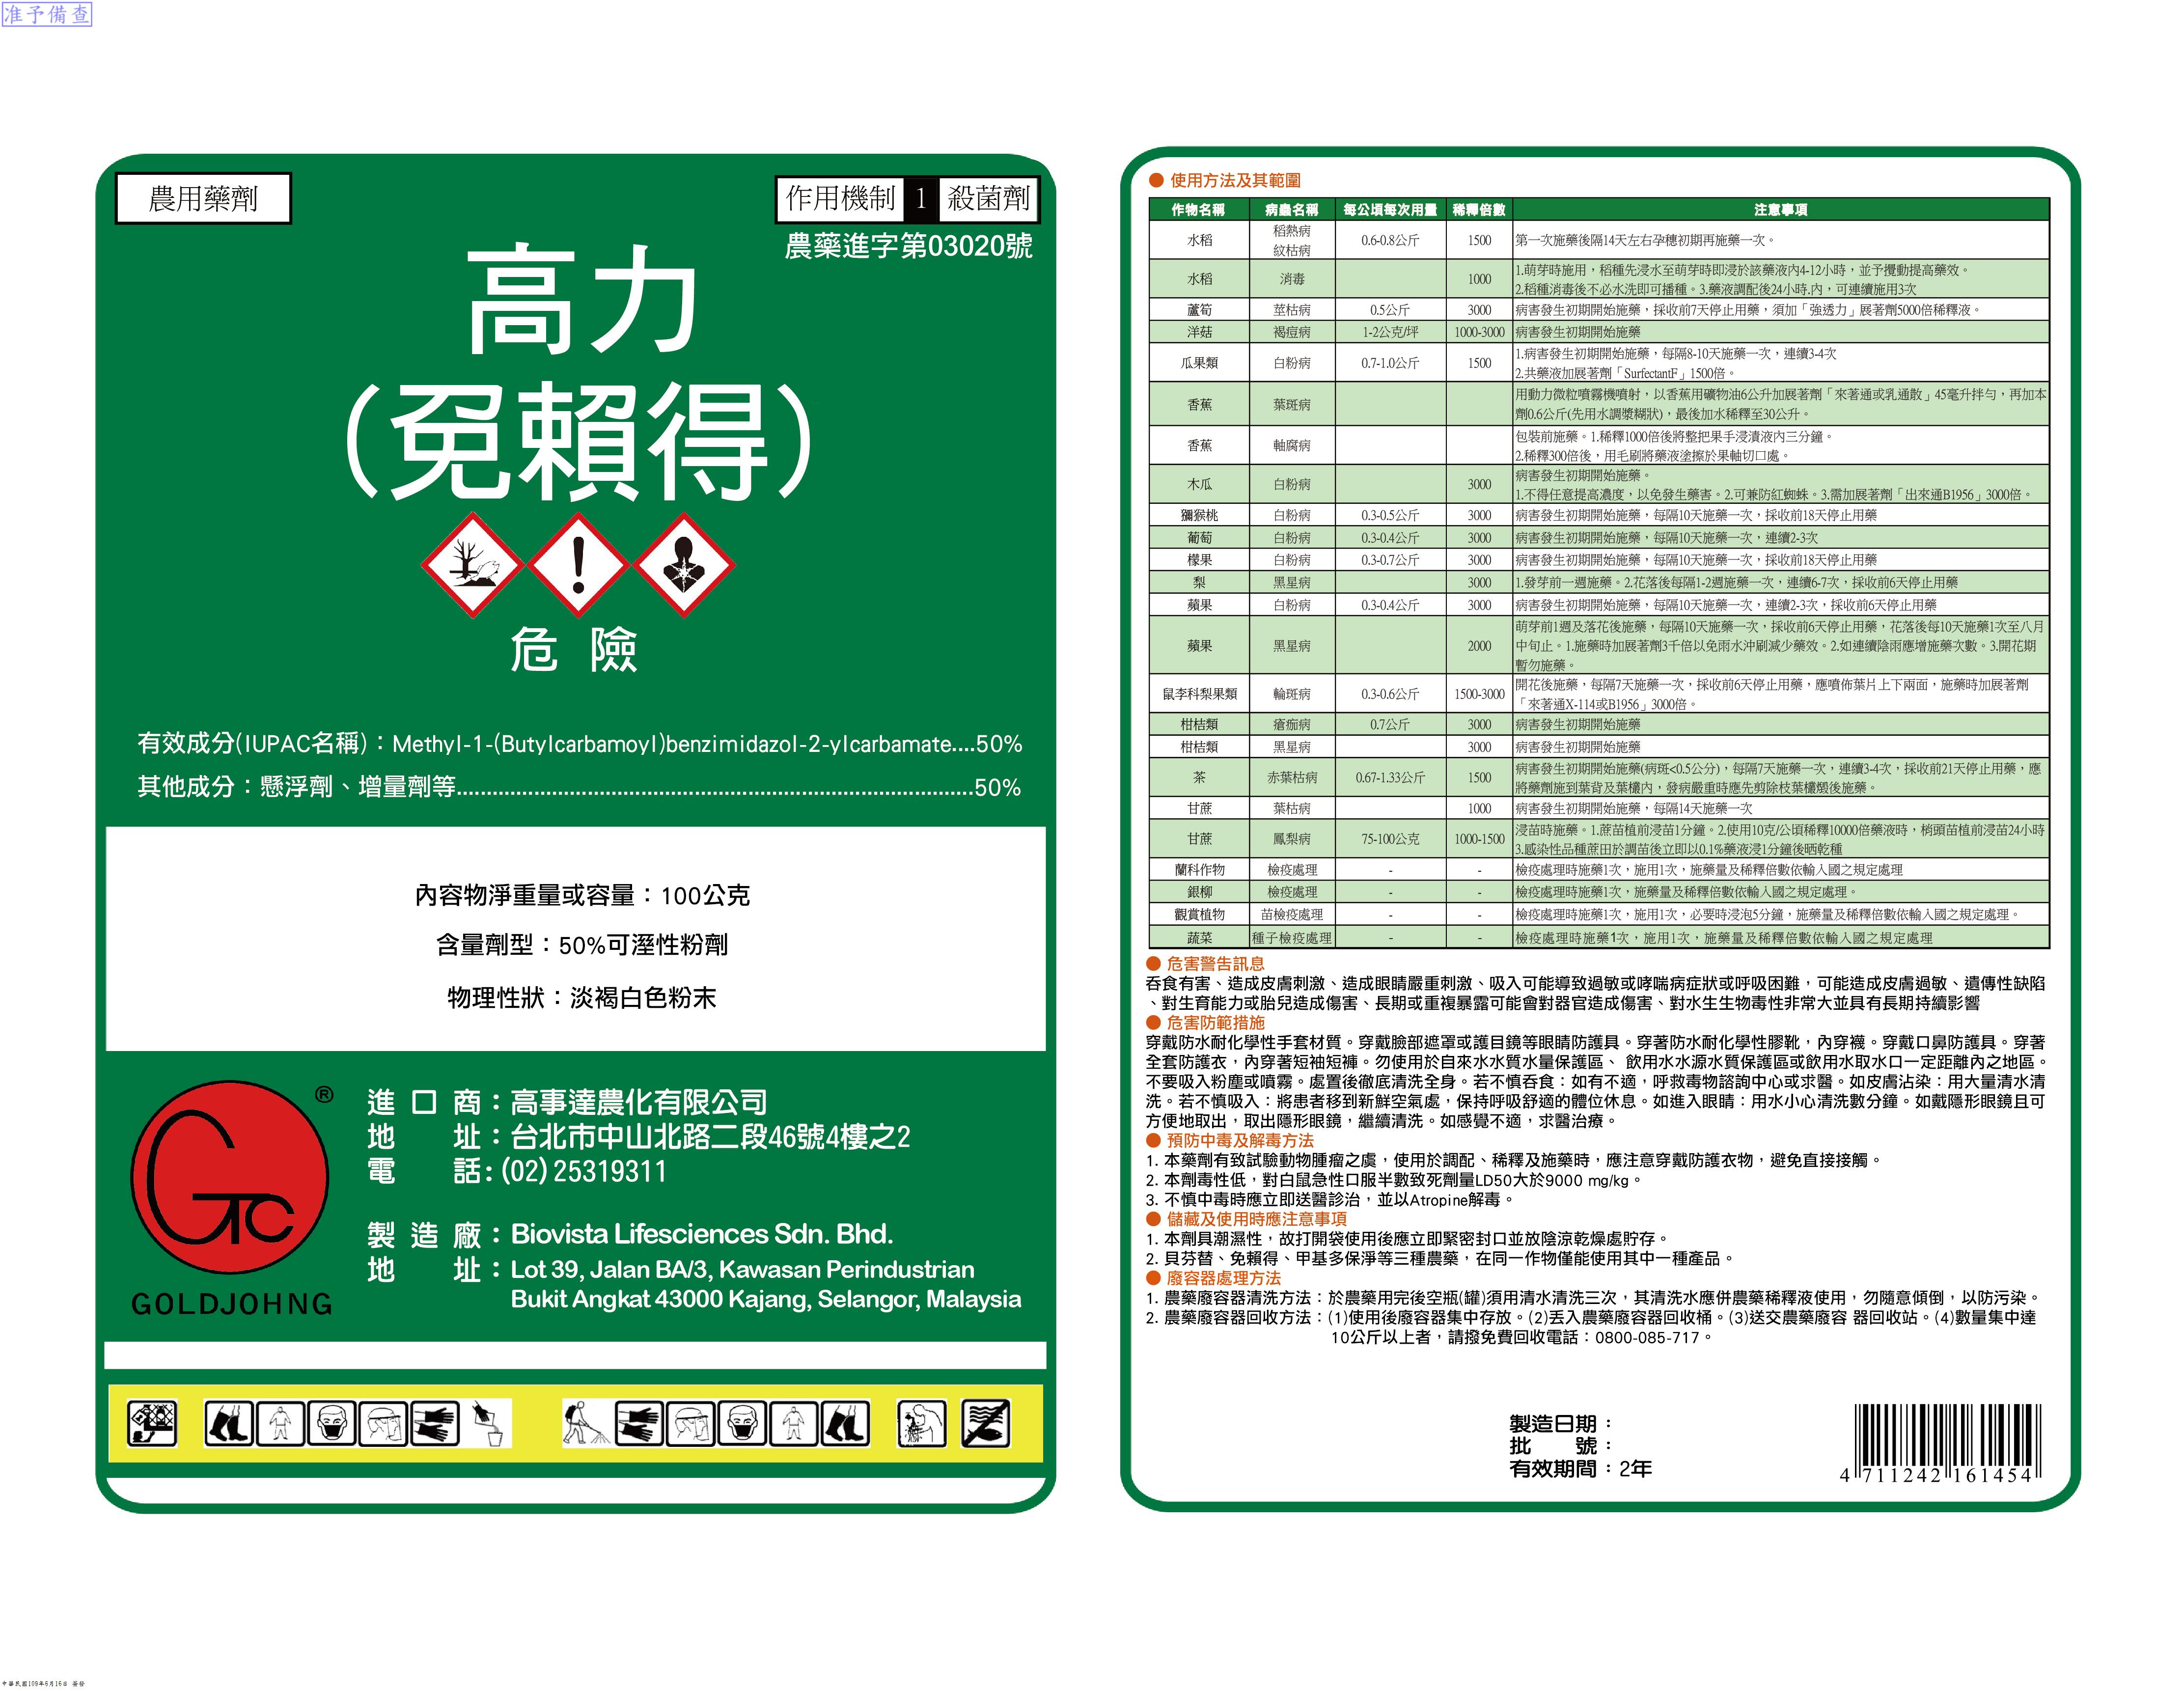 准予備查
農用藥劑
作用機制 1 殺菌劑
農藥進字第03020號
高力
(免賴得)
危險
有效成分(IUPAC名稱)：Methyl-1-(Butylcarbamoyl)benzimidazol-2-ylcarbamate....50%
其他成分：懸浮劑、增量劑等......................................................................................50%
內容物淨重量或容量：100公克
含量劑型：50%可溼性粉劑
物理性狀：淡褐白色粉末
進口商：高事達農化有限公司
地址：台北市中山北路二段46號4樓之2
電話：(02)25319311
製造廠：Biovista Lifesciences Sdn. Bhd.
地址：Lot 39, Jalan BA/3, Kawasan Perindustrian
Bukit Angkat 43000 Kajang, Selangor, Malaysia
®
GTC
GOLDJOHNG
● 使用方法及其範圍
作物名稱 病蟲名稱 每公頃每次用量 稀釋倍數 注意事項
水稻 稻熱病 紋枯病 0.6-0.8公斤 1500 第一次施藥後隔14天左右孕穗初期再施藥一次。
水稻 消毒 1000 1.萌芽時施用，稻種先浸水至萌芽時即浸於該藥液內4-12小時，並予攪動提高藥效。
2.稻種消毒後不必水洗即可播種。3.藥液調配後24小時.內，可連續施用3次
蘆筍 莖枯病 0.5公斤 3000 病害發生初期開始施藥，採收前7天停止用藥，須加「強透力」展著劑5000倍稀釋液。
洋菇 褐痘病 1-2公克/坪 1000-3000 病害發生初期開始施藥
瓜果類 白粉病 0.7-1.0公斤 1500 1.病害發生初期開始施藥，每隔8-10天施藥一次，連續3-4次
2.共藥液加展著劑「SurfectantF」1500倍。
香蕉 葉斑病 用動力微粒噴霧機噴射，以香蕉用礦物油6公升加展著劑「來著通或乳通散」45毫升拌勻，再加本
劑0.6公斤(先用水調漿糊狀)，最後加水稀釋至30公升。
香蕉 軸腐病 包裝前施藥。1.稀釋1000倍後將整把果手浸漬液內三分鐘。
2.稀釋300倍後，用毛刷將藥液塗擦於果軸切口處。
木瓜 白粉病 3000 病害發生初期開始施藥。
1.不得任意提高濃度，以免發生藥害。2.可兼防紅蜘蛛。3.需加展著劑「出來通B1956」3000倍。
獼猴桃 白粉病 0.3-0.5公斤 3000 病害發生初期開始施藥，每隔10天施藥一次，採收前18天停止用藥
葡萄 白粉病 0.3-0.4公斤 3000 病害發生初期開始施藥，每隔10天施藥一次，連續2-3次
檬果 白粉病 0.3-0.7公斤 3000 病害發生初期開始施藥，每隔10天施藥一次，採收前18天停止用藥
梨 黑星病 3000 1.發芽前一週施藥。2.花落後每隔1-2週施藥一次，連續6-7次，採收前6天停止用藥
蘋果 白粉病 0.3-0.4公斤 3000 病害發生初期開始施藥，每隔10天施藥一次，連續2-3次，採收前6天停止用藥
蘋果 黑星病 2000 萌芽前1週及落花後施藥，每隔10天施藥一次，採收前6天停止用藥，花落後每10天施藥1次至八月
中旬止。1.施藥時加展著劑3千倍以免雨水沖刷減少藥效。2.如連續陰雨應增施藥次數。3.開花期
暫勿施藥。
鼠李科梨果類 輪斑病 0.3-0.6公斤 1500-3000 開花後施藥，每隔7天施藥一次，採收前6天停止用藥，應噴佈葉片上下兩面，施藥時加展著劑
「來著通X-114或B1956」3000倍。
柑桔類 瘡痂病 0.7公斤 3000 病害發生初期開始施藥
柑桔類 黑星病 3000 病害發生初期開始施藥
茶 赤葉枯病 0.67-1.33公斤 1500 病害發生初期開始施藥(病斑<0.5公分)，每隔7天施藥一次，連續3-4次，採收前21天停止用藥，應
將藥劑施到葉背及葉欉內，發病嚴重時應先剪除枝葉欉燬後施藥。
甘蔗 葉枯病 1000 病害發生初期開始施藥，每隔14天施藥一次
甘蔗 鳳梨病 75-100公克 1000-1500 浸苗時施藥。1.蔗苗植前浸苗1分鐘。2.使用10克/公頃稀釋10000倍藥液時，梢頭苗植前浸苗24小時
3.感染性品種蔗田於調苗後立即以0.1%藥液浸1分鐘後晒乾種
蘭科作物 檢疫處理 - - 檢疫處理時施藥1次，施用1次，施藥量及稀釋倍數依輸入國之規定處理
銀柳 檢疫處理 - - 檢疫處理時施藥1次，施藥量及稀釋倍數依輸入國之規定處理。
觀賞植物 苗檢疫處理 - - 檢疫處理時施藥1次，施用1次，必要時浸泡5分鐘，施藥量及稀釋倍數依輸入國之規定處理。
蔬菜 種子檢疫處理 - - 檢疫處理時施藥1次，施用1次，施藥量及稀釋倍數依輸入國之規定處理
● 危害警告訊息
吞食有害、造成皮膚刺激、造成眼睛嚴重刺激、吸入可能導致過敏或哮喘病症狀或呼吸困難，可能造成皮膚過敏、遺傳性缺陷
、對生育能力或胎兒造成傷害、長期或重複暴露可能會對器官造成傷害、對水生生物毒性非常大並具有長期持續影響
● 危害防範措施
穿戴防水耐化學性手套材質。穿戴臉部遮罩或護目鏡等眼睛防護具。穿著防水耐化學性膠靴，內穿襪。穿戴口鼻防護具。穿著
全套防護衣，內穿著短袖短褲。勿使用於自來水水質水量保護區、 飲用水水源水質保護區或飲用水取水口一定距離內之地區。
不要吸入粉塵或噴霧。處置後徹底清洗全身。若不慎吞食：如有不適，呼救毒物諮詢中心或求醫。如皮膚沾染：用大量清水清
洗。若不慎吸入：將患者移到新鮮空氣處，保持呼吸舒適的體位休息。如進入眼睛：用水小心清洗數分鐘。如戴隱形眼鏡且可
方便地取出，取出隱形眼鏡，繼續清洗。如感覺不適，求醫治療。
● 預防中毒及解毒方法
1. 本藥劑有致試驗動物腫瘤之虞，使用於調配、稀釋及施藥時，應注意穿戴防護衣物，避免直接接觸。
2. 本劑毒性低，對白鼠急性口服半數致死劑量LD50大於9000 mg/kg。
3. 不慎中毒時應立即送醫診治，並以Atropine解毒。
● 儲藏及使用時應注意事項
1. 本劑具潮濕性，故打開袋使用後應立即緊密封口並放陰涼乾燥處貯存。
2. 貝芬替、免賴得、甲基多保淨等三種農藥，在同一作物僅能使用其中一種產品。
● 廢容器處理方法
1. 農藥廢容器清洗方法：於農藥用完後空瓶(罐)須用清水清洗三次，其清洗水應併農藥稀釋液使用，勿隨意傾倒，以防污染。
2. 農藥廢容器回收方法：(1)使用後廢容器集中存放。(2)丟入農藥廢容器回收桶。(3)送交農藥廢容 器回收站。(4)數量集中達
10公斤以上者，請撥免費回收電話：0800-085-717。
製造日期：
批號：
有效期間：2年
4 711242 161454
中華民國109年6月16日 簽發